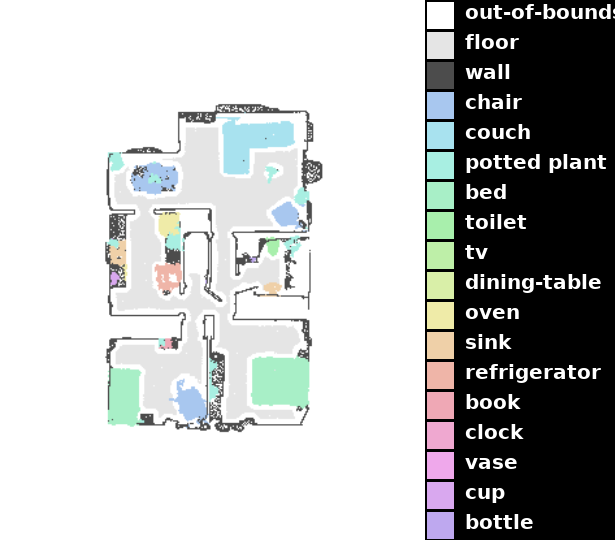 out-of-bounds
floor
wall
chair
couch
potted plant
bed
toilet
tv
dining-table
oven
sink
refrigerator
book
clock
vase
cup
bottle